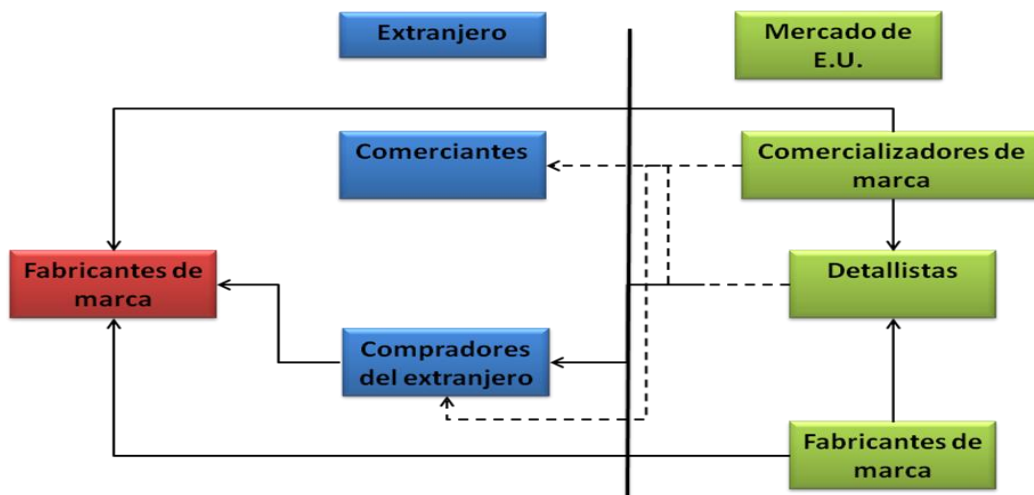 Extranjero
Mercado de
E.U.
Comerciantes
Comercializadores de
marca
Fabricantes de
marca
Detallistas
Compradores
del extranjero
Fabricantes de
marca